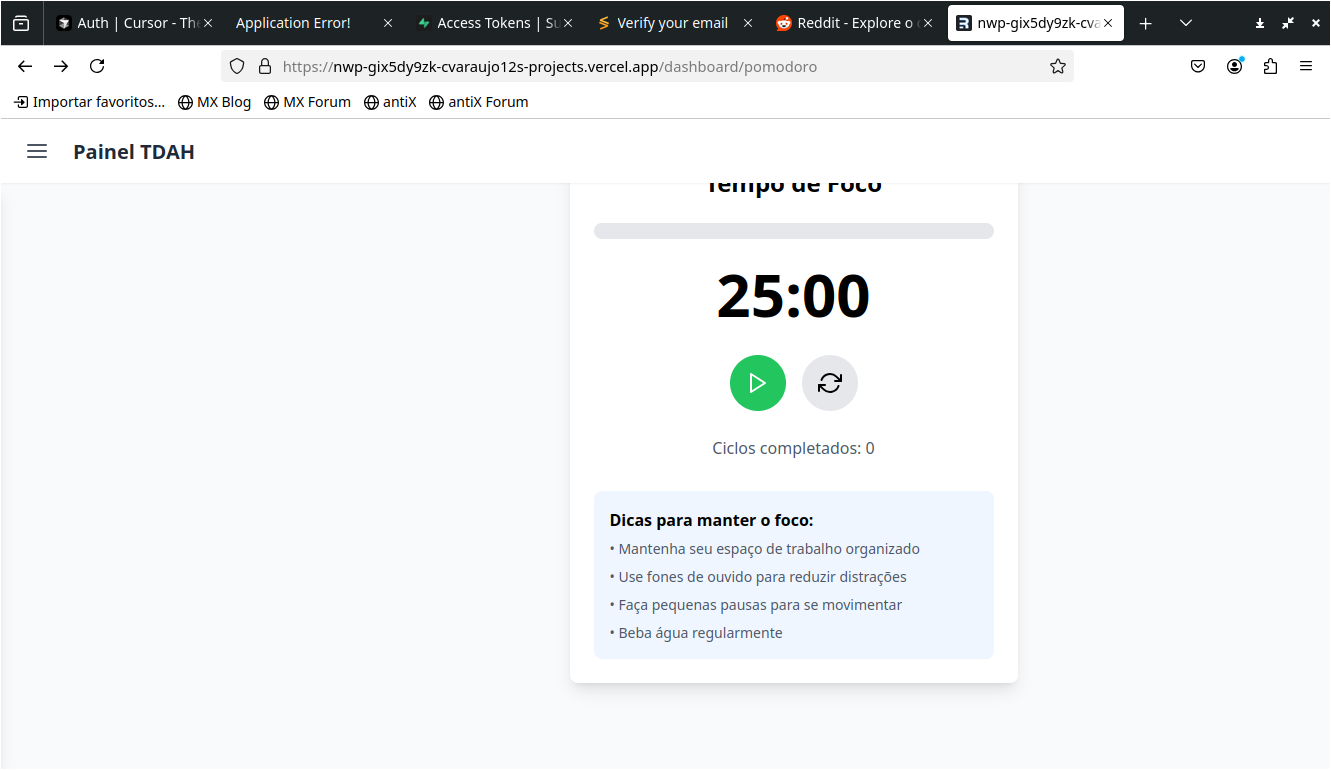 Auth | Cursor - The
Application Error!
Access Tokens | Su
Verify your email
Reddit - Explore o
nwp-gix5dy9zk-cva
https://nwp-gix5dy9zk-cvaraujo12s-projects.vercel.app/dashboard/pomodoro
Importar favoritos...
MX Blog
MX Forum
antiX
antiX Forum
Painel TDAH
Tempo de Foco
25:00
Ciclos completados: 0
Dicas para manter o foco:
• Mantenha seu espaço de trabalho organizado
• Use fones de ouvido para reduzir distrações
• Faça pequenas pausas para se movimentar
• Beba água regularmente